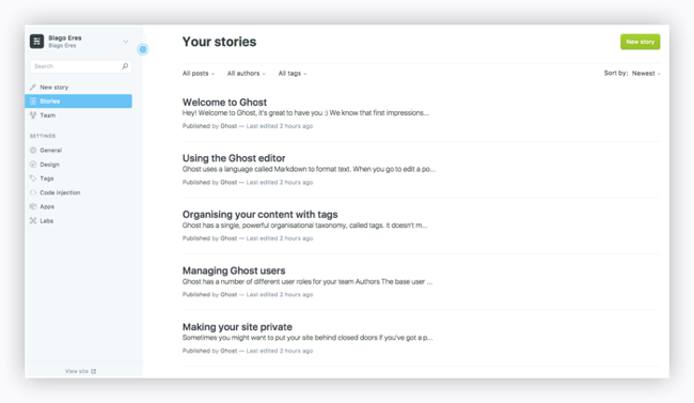 Biago Eres
Biago Eres
Search
New story
Stories
Team
SETTINGS
General
Design
Tags
Code injection
Apps
Labs
View site
Your stories
New story
All posts
All authors
All tags
Sort by: Newest
Welcome to Ghost
Hey! Welcome to Ghost, it's great to have you :) We know that first impressions...
Published by Ghost — Last edited 2 hours ago
Using the Ghost editor
Ghost uses a language called Markdown to format text. When you go to edit a po...
Published by Ghost — Last edited 2 hours ago
Organising your content with tags
Ghost has a single, powerful organisational taxonomy, called tags. It doesn't m...
Published by Ghost — Last edited 2 hours ago
Managing Ghost users
Ghost has a number of different user roles for your team Authors The base user ...
Published by Ghost — Last edited 2 hours ago
Making your site private
Sometimes you might want to put your site behind closed doors If you've got a p...
Published by Ghost — Last edited 2 hours ago